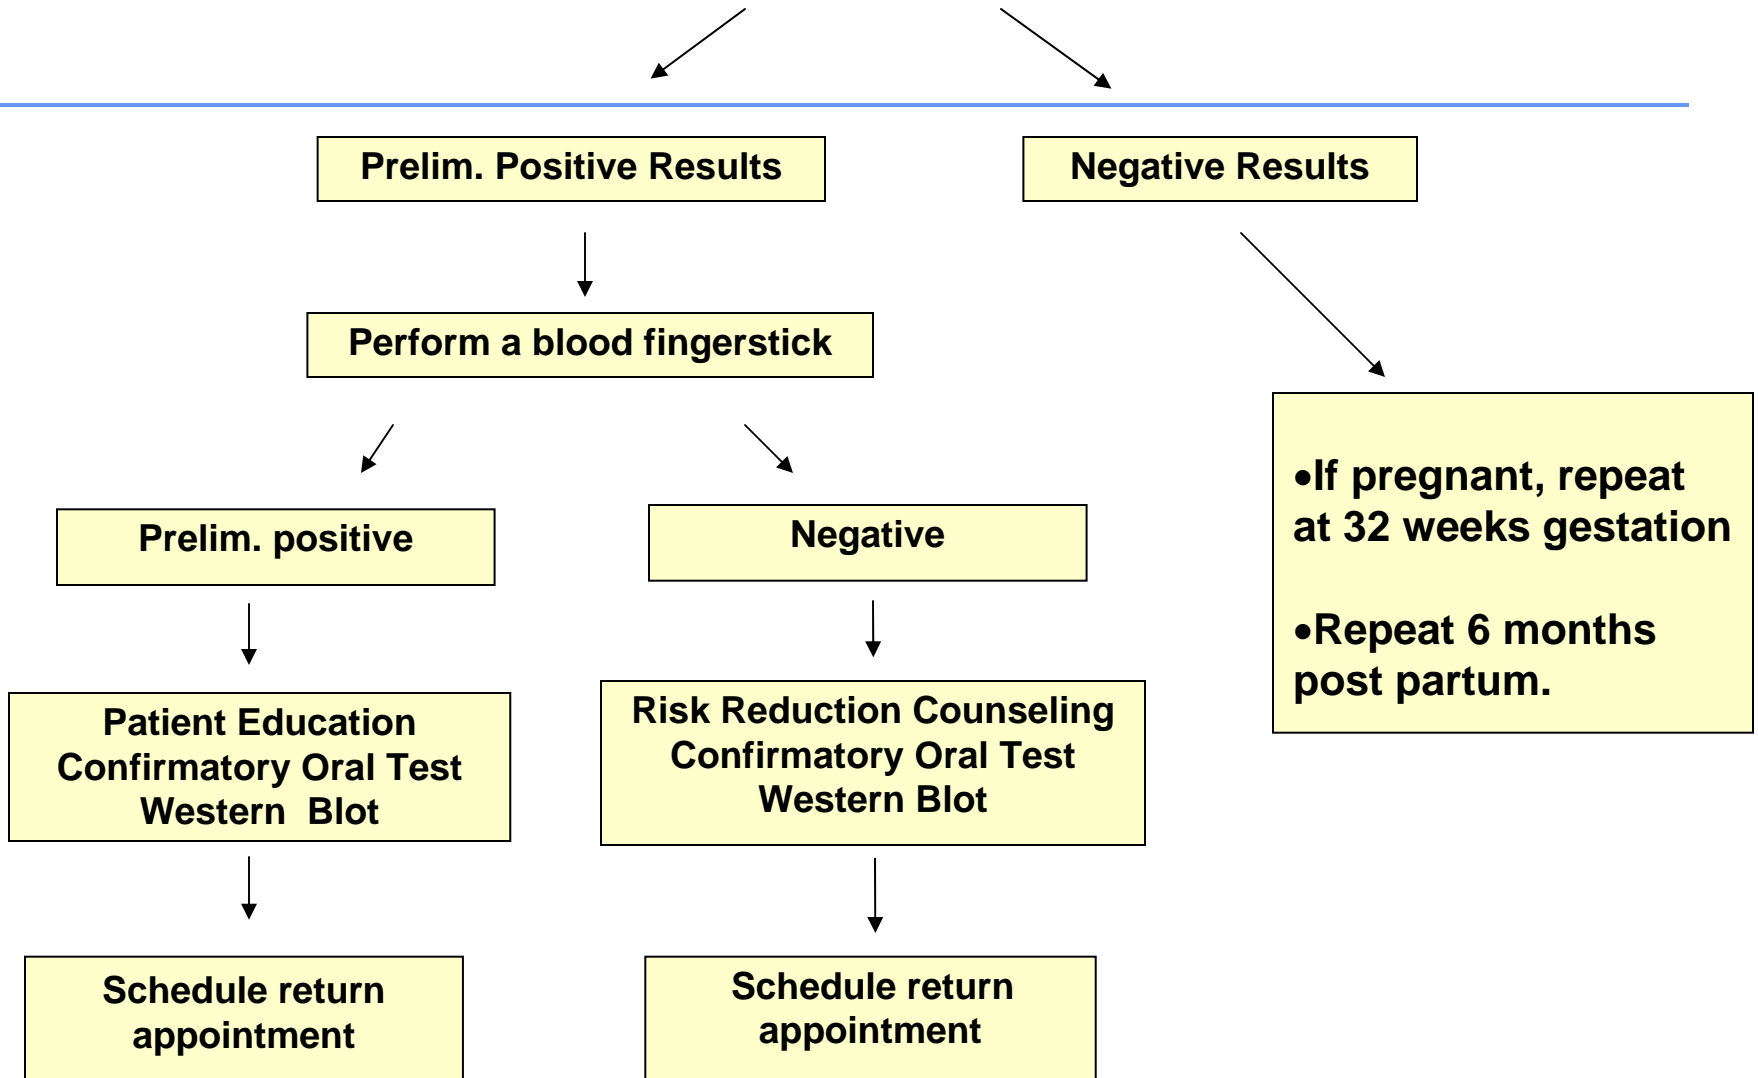 Prelim. Positive Results
Negative Results
Perform a blood fingerstick
Prelim. positive
Negative
•If pregnant, repeat
at 32 weeks gestation
•Repeat 6 months
post partum.
Patient Education
Confirmatory Oral Test
Western  Blot
Risk Reduction Counseling
Confirmatory Oral Test
Western Blot
Schedule return
appointment
Schedule return
appointment